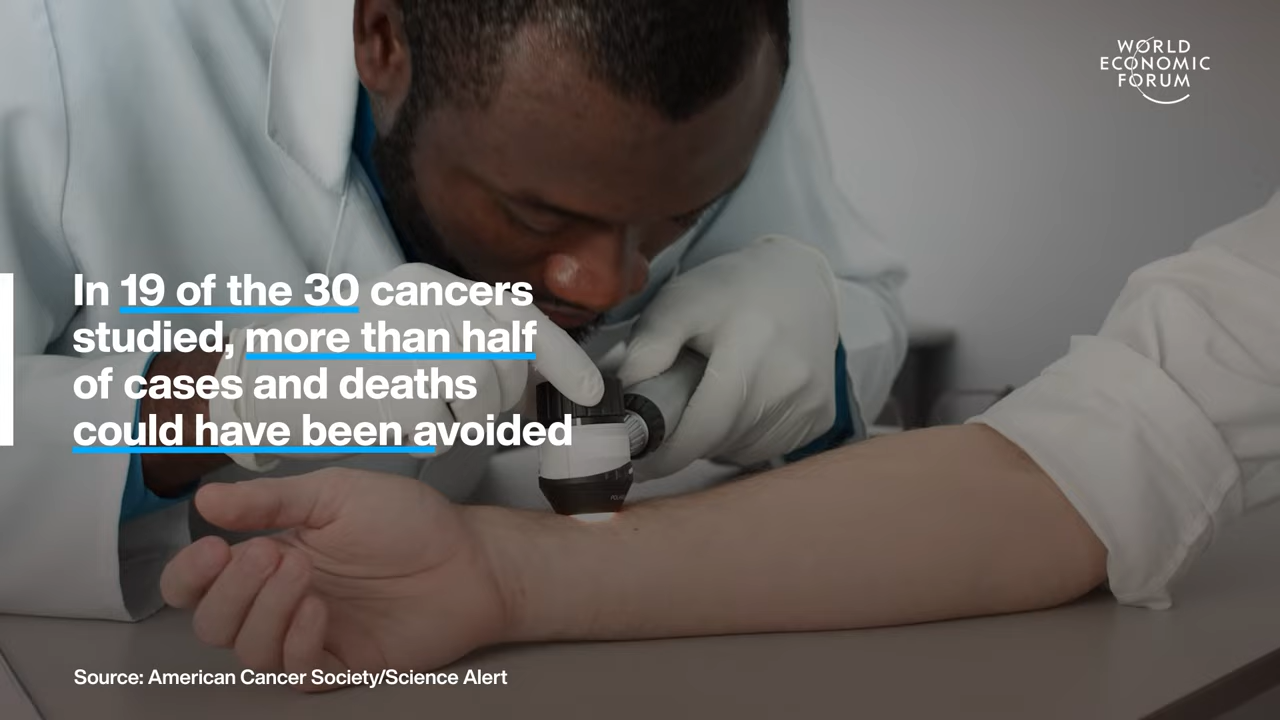 WORLD
ECONOMIC
FORUM
In 19 of the 30 cancers
studied, more than half
of cases and deaths
could have been avoided
Source: American Cancer Society/Science Alert